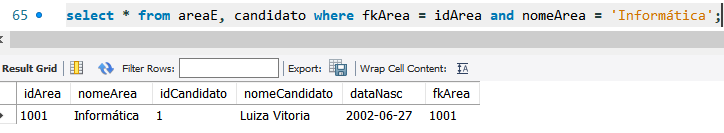 65 select * from areaE, candidato where fkArea = idArea and nomeArea = 'Informática';
Result Grid Filter Rows: Export: Wrap Cell Content:
idArea nomeArea idCandidato nomeCandidato dataNasc fkArea
1001 Informática 1 Luiza Vitoria 2002-06-27 1001